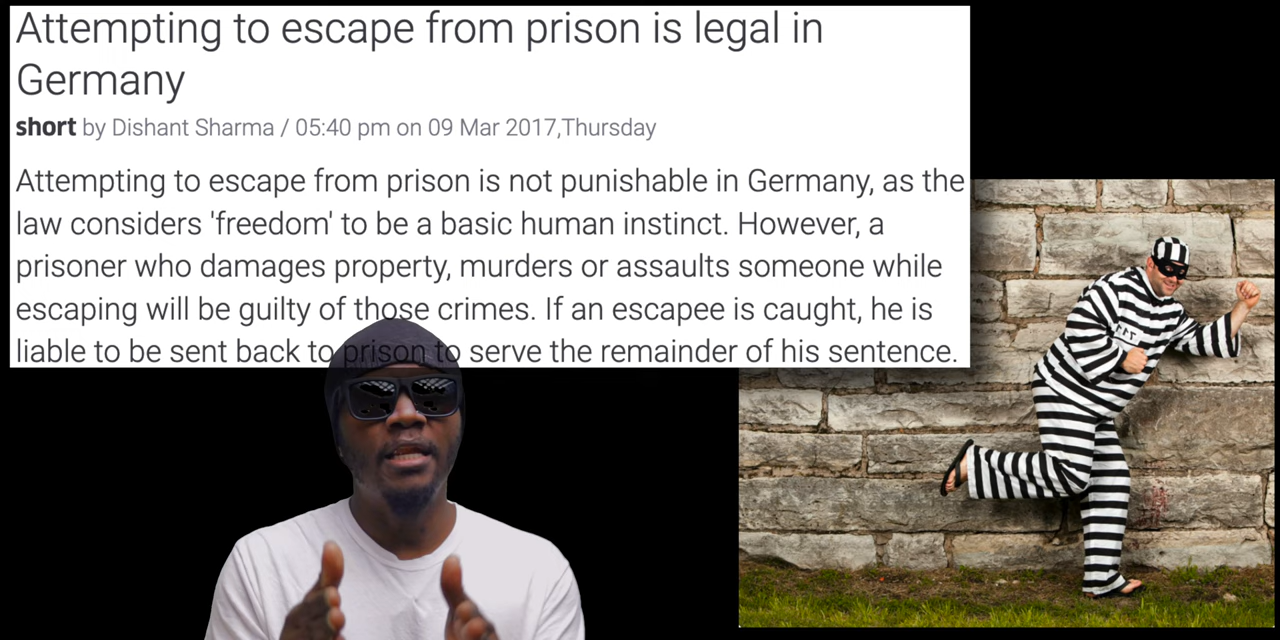 Attempting to escape from prison is legal in
Germany
short by Dishant Sharma / 05:40 pm on 09 Mar 2017,Thursday
Attempting to escape from prison is not punishable in Germany, as the
law considers 'freedom' to be a basic human instinct. However, a
prisoner who damages property, murders or assaults someone while
escaping will be guilty of those crimes. If an escapee is caught, he is
liable to be sent back to prison to serve the remainder of his sentence.